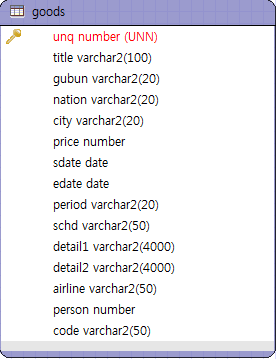 goods
unq number (UNN)
title varchar2(100)
gubun varchar2(20)
nation varchar2(20)
city varchar2(20)
price number
sdate date
edate date
period varchar2(20)
schd varchar2(50)
detail1 varchar2(4000)
detail2 varchar2(4000)
airline varchar2(50)
person number
code varchar2(50)